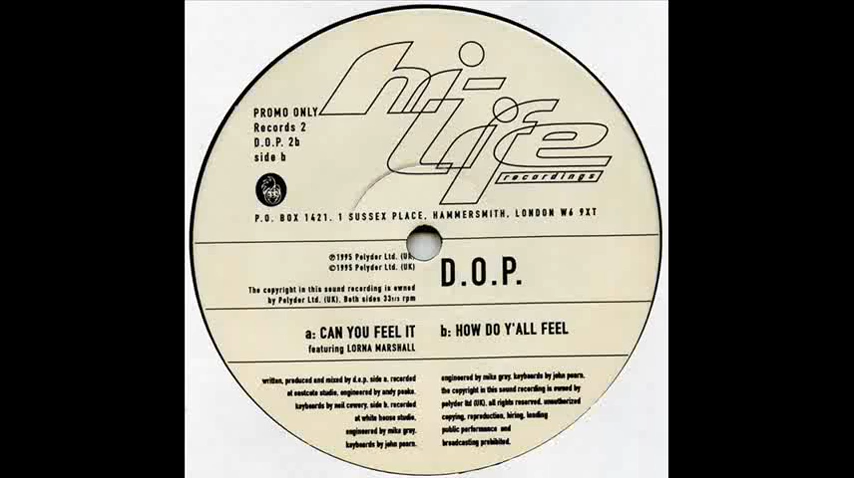 hi-life
recordings
PROMO ONLY
Records 2
D.O.P. 2b
side b
P.O. BOX 1421. 1 SUSSEX PLACE, HAMMERSMITH, LONDON W6 9XT
℗1995 Polydor Ltd. (UK)
©1995 Polydor Ltd. (UK)
The copyright in this sound recording is owned
by Polydor Ltd. (UK). Both sides 33 1/3 rpm
D.O.P.
a: CAN YOU FEEL IT
featuring LORNA MARSHALL
b: HOW DO Y'ALL FEEL
written, produced and mixed by d.o.p. side a. recorded
at eastcote studio, engineered by andy peake.
keyboards by neil cowery. side b. recorded
at white house studio,
engineered by mike gray.
keyboards by john pearn.
engineered by mike gray. keyboards by john pearn.
the copyright in this sound recording is owned by
polydor ltd (UK). all rights reserved. unauthorized
copying, reproduction, hiring, lending
public performance and
broadcasting prohibited.